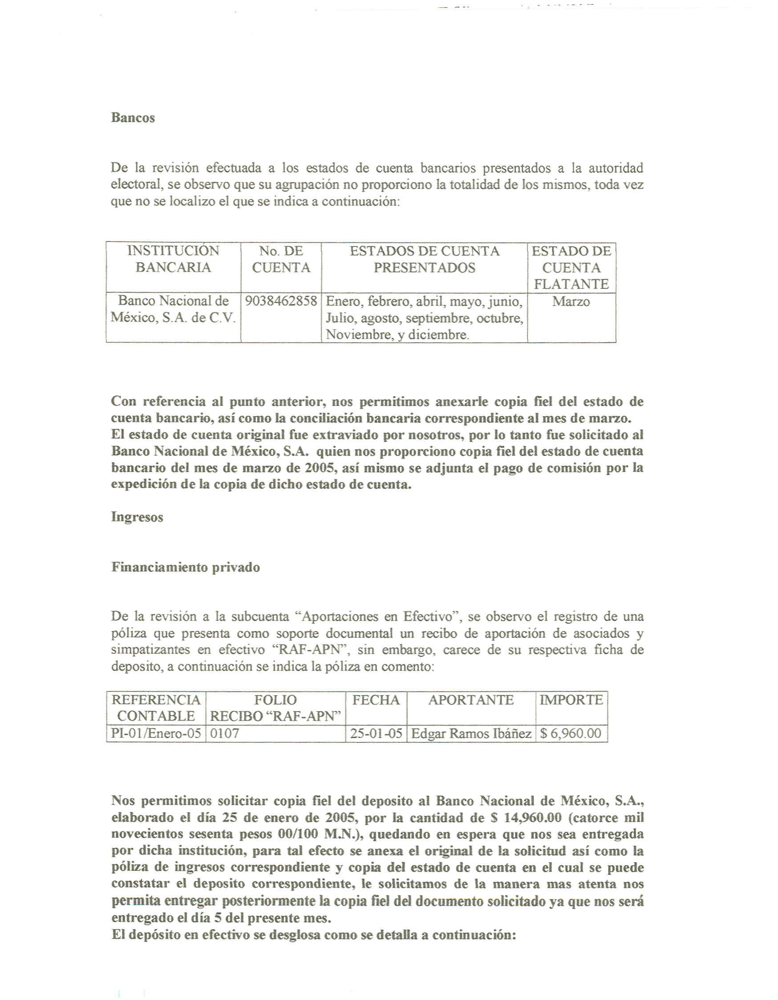 Bancos
De la revisión efectuada a los estados de cuenta bancarios presentados a la autoridad
electoral, se observo que su agrupación no proporciono la totalidad de los mismos, toda vez
que no se localizo el que se indica a continuación:
INSTITUCIÓN BANCARIA | No. DE CUENTA | ESTADOS DE CUENTA PRESENTADOS | ESTADO DE CUENTA FLATANTE
Banco Nacional de México, S.A. de C.V. | 9038462858 | Enero, febrero, abril, mayo, junio, Julio, agosto, septiembre, octubre, Noviembre, y diciembre. | Marzo
Con referencia al punto anterior, nos permitimos anexarle copia fiel del estado de
cuenta bancario, así como la conciliación bancaria correspondiente al mes de marzo.
El estado de cuenta original fue extraviado por nosotros, por lo tanto fue solicitado al
Banco Nacional de México, S.A. quien nos proporciono copia fiel del estado de cuenta
bancario del mes de marzo de 2005, así mismo se adjunta el pago de comisión por la
expedición de la copia de dicho estado de cuenta.
Ingresos
Financiamiento privado
De la revisión a la subcuenta “Aportaciones en Efectivo”, se observo el registro de una
póliza que presenta como soporte documental un recibo de aportación de asociados y
simpatizantes en efectivo “RAF-APN”, sin embargo, carece de su respectiva ficha de
deposito, a continuación se indica la póliza en comento:
REFERENCIA CONTABLE | FOLIO RECIBO “RAF-APN” | FECHA | APORTANTE | IMPORTE
PI-01/Enero-05 | 0107 | 25-01-05 | Edgar Ramos Ibáñez | $ 6,960.00
Nos permitimos solicitar copia fiel del deposito al Banco Nacional de México, S.A.,
elaborado el día 25 de enero de 2005, por la cantidad de $ 14,960.00 (catorce mil
novecientos sesenta pesos 00/100 M.N.), quedando en espera que nos sea entregada
por dicha institución, para tal efecto se anexa el original de la solicitud así como la
póliza de ingresos correspondiente y copia del estado de cuenta en el cual se puede
constatar el deposito correspondiente, le solicitamos de la manera mas atenta nos
permita entregar posteriormente la copia fiel del documento solicitado ya que nos será
entregado el día 5 del presente mes.
El depósito en efectivo se desglosa como se detalla a continuación: